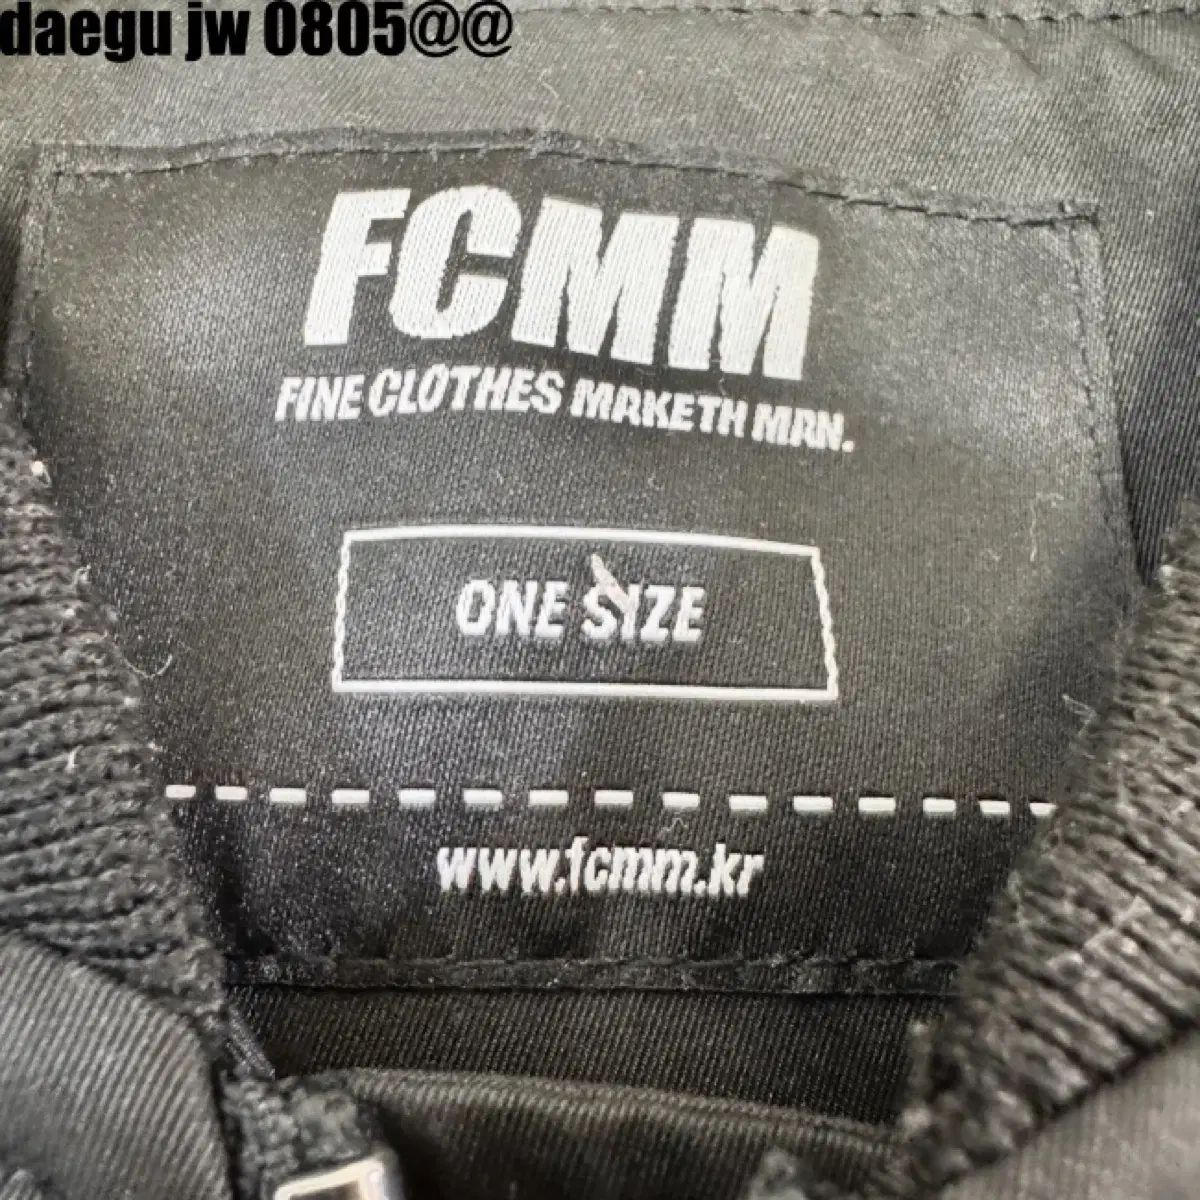 daegu jw 0805@@
FCMM
FINE CLOTHES MAKETH MAN.
ONE SIZE
www.fcmm.kr